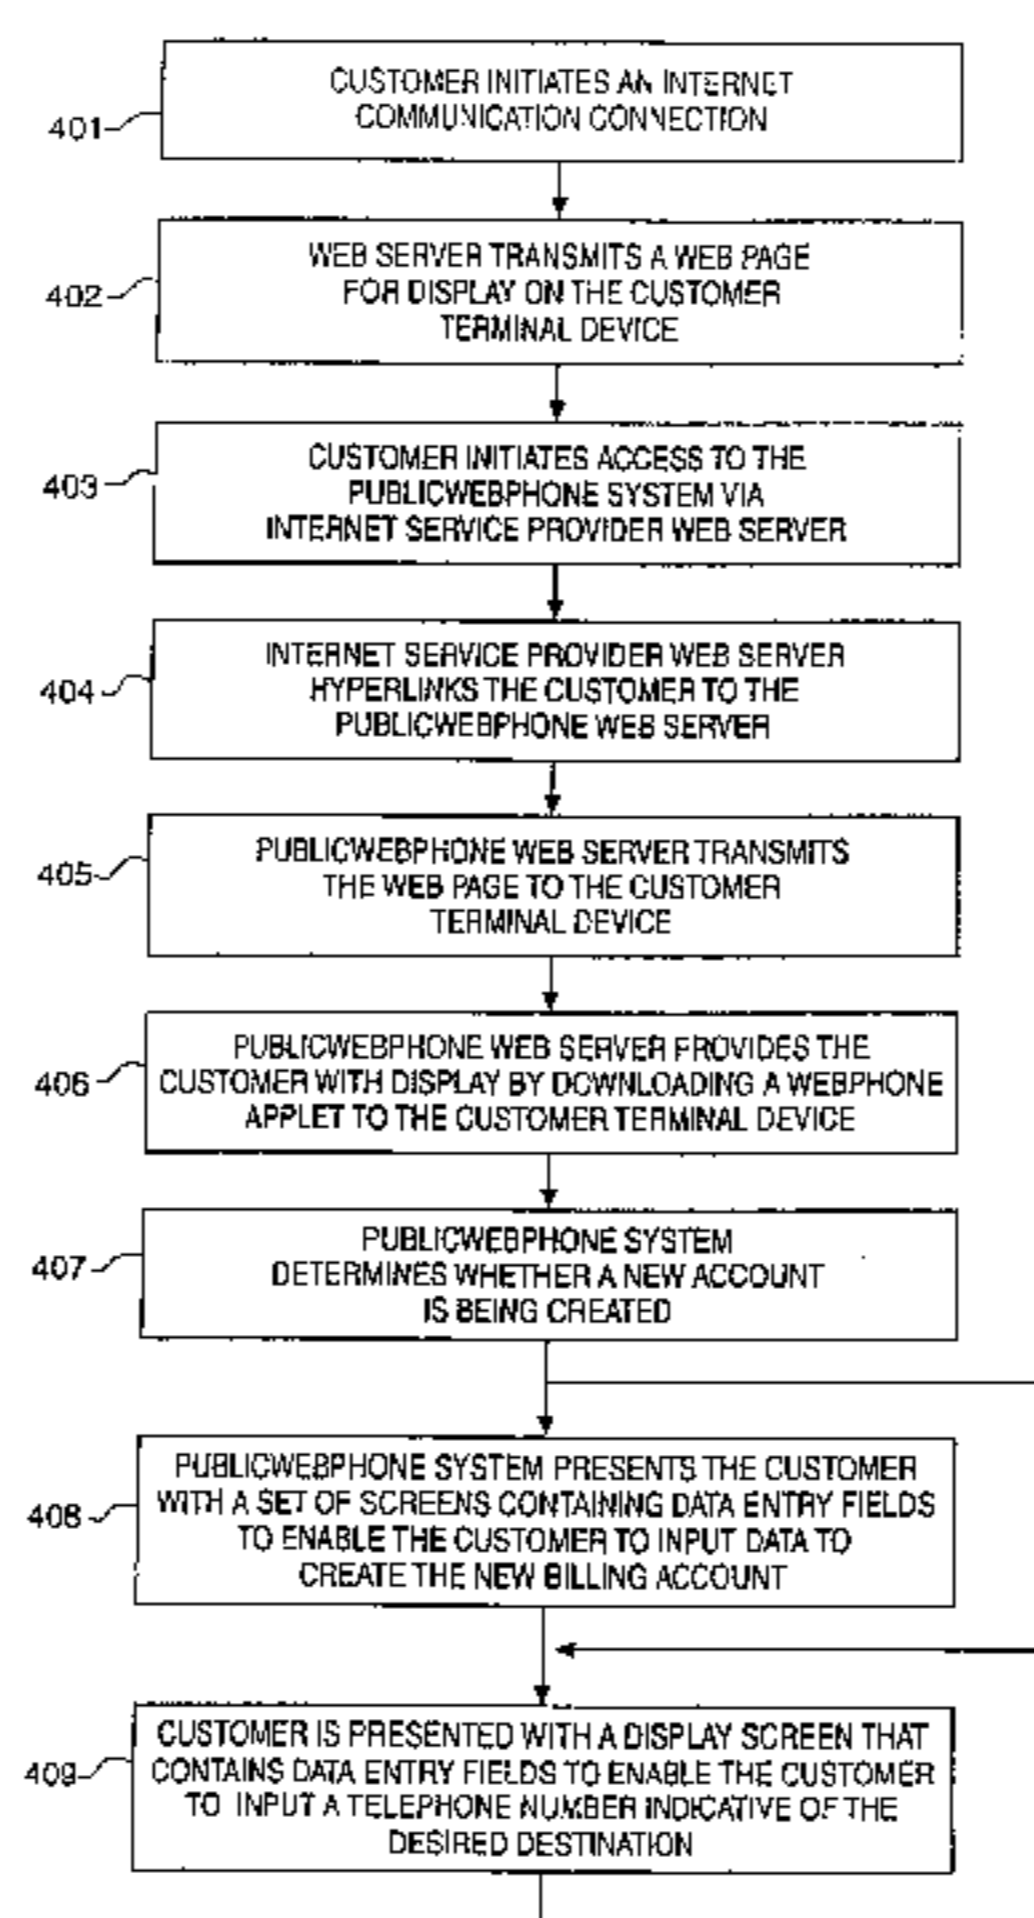 CUSTOMER INITIATES AN INTERNET
COMMUNICATION CONNECTION
401
WEB SERVER TRANSMITS A WEB PAGE
FOR DISPLAY ON THE CUSTOMER
TERMINAL DEVICE
402
CUSTOMER INITIATES ACCESS TO THE
PUBLICWEBPHONE SYSTEM VIA
INTERNET SERVICE PROVIDER WEB SERVER
403
INTERNET SERVICE PROVIDER WEB SERVER
HYPERLINKS THE CUSTOMER TO THE
PUBLICWEBPHONE WEB SERVER
404
PUBLICWEBPHONE WEB SERVER TRANSMITS
THE WEB PAGE TO THE CUSTOMER
TERMINAL DEVICE
405
PUBLICWEBPHONE WEB SERVER PROVIDES THE
CUSTOMER WITH DISPLAY BY DOWNLOADING A WEBPHONE
APPLET TO THE CUSTOMER TERMINAL DEVICE
406
PUBLICWEBPHONE SYSTEM
DETERMINES WHETHER A NEW ACCOUNT
IS BEING CREATED
407
PUBLICWEBPHONE SYSTEM PRESENTS THE CUSTOMER
WITH A SET OF SCREENS CONTAINING DATA ENTRY FIELDS
TO ENABLE THE CUSTOMER TO INPUT DATA TO
CREATE THE NEW BILLING ACCOUNT
408
CUSTOMER IS PRESENTED WITH A DISPLAY SCREEN THAT
CONTAINS DATA ENTRY FIELDS TO ENABLE THE CUSTOMER
TO INPUT A TELEPHONE NUMBER INDICATIVE OF THE
DESIRED DESTINATION
409